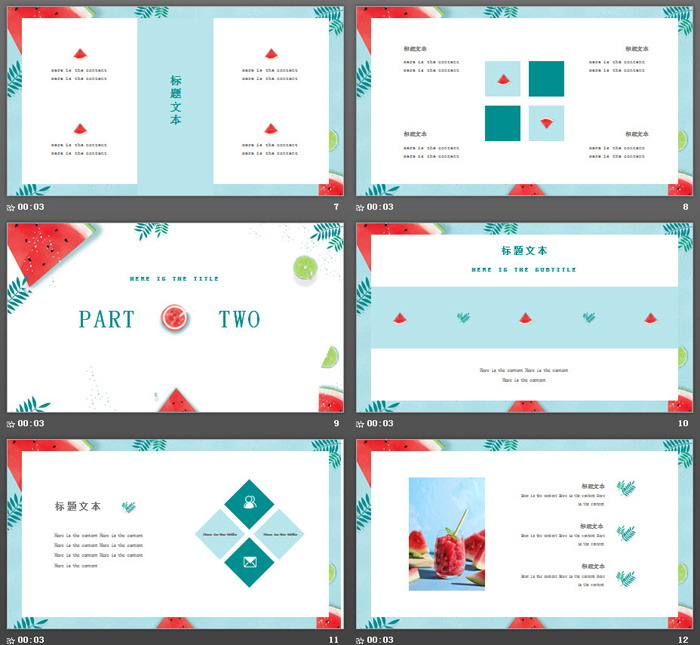 标题文本
here is the content
here is the content
here is the content
here is the content
here is the content
here is the content
here is the content
here is the content
00:03
7
标题文本
here is the content
here is the content
标题文本
here is the content
here is the content
标题文本
here is the content
here is the content
标题文本
here is the content
here is the content
00:03
8
HERE IS THE TITLE
PART
TWO
00:03
9
标题文本
HERE IS THE SUBTITLE
Here is the content Here is the content
Here is the content
00:03
10
标题文本
Here is the content Here is the content
Here is the content Here is the content
Here is the content Here is the content
Here is the content
00:03
11
标题文本
Here is the content Here is the content Here
is the content
标题文本
Here is the content Here is the content Here
is the content
标题文本
Here is the content Here is the content Here
is the content
00:03
12